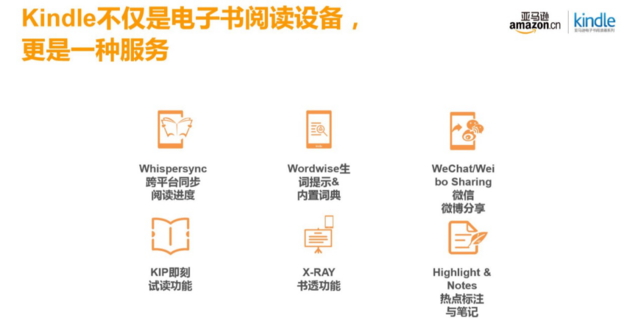 Kindle不仅是电子书阅读设备，
更是一种服务
亚马逊
amazon.cn
kindle
Whispersync
跨平台同步
阅读进度
Wordwise生
词提示&
内置词典
WeChat/Wei
bo Sharing
微信
微博分享
KIP即刻
试读功能
X-RAY
书透功能
Highlight &
Notes
热点标注
与笔记